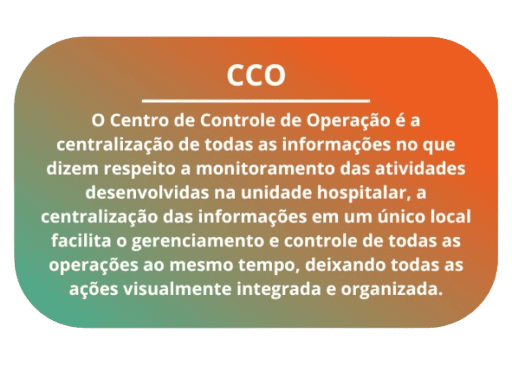 CCO
O Centro de Controle de Operação é a
centralização de todas as informações no que
dizem respeito a monitoramento das atividades
desenvolvidas na unidade hospitalar, a
centralização das informações em um único local
facilita o gerenciamento e controle de todas as
operações ao mesmo tempo, deixando todas as
ações visualmente integrada e organizada.